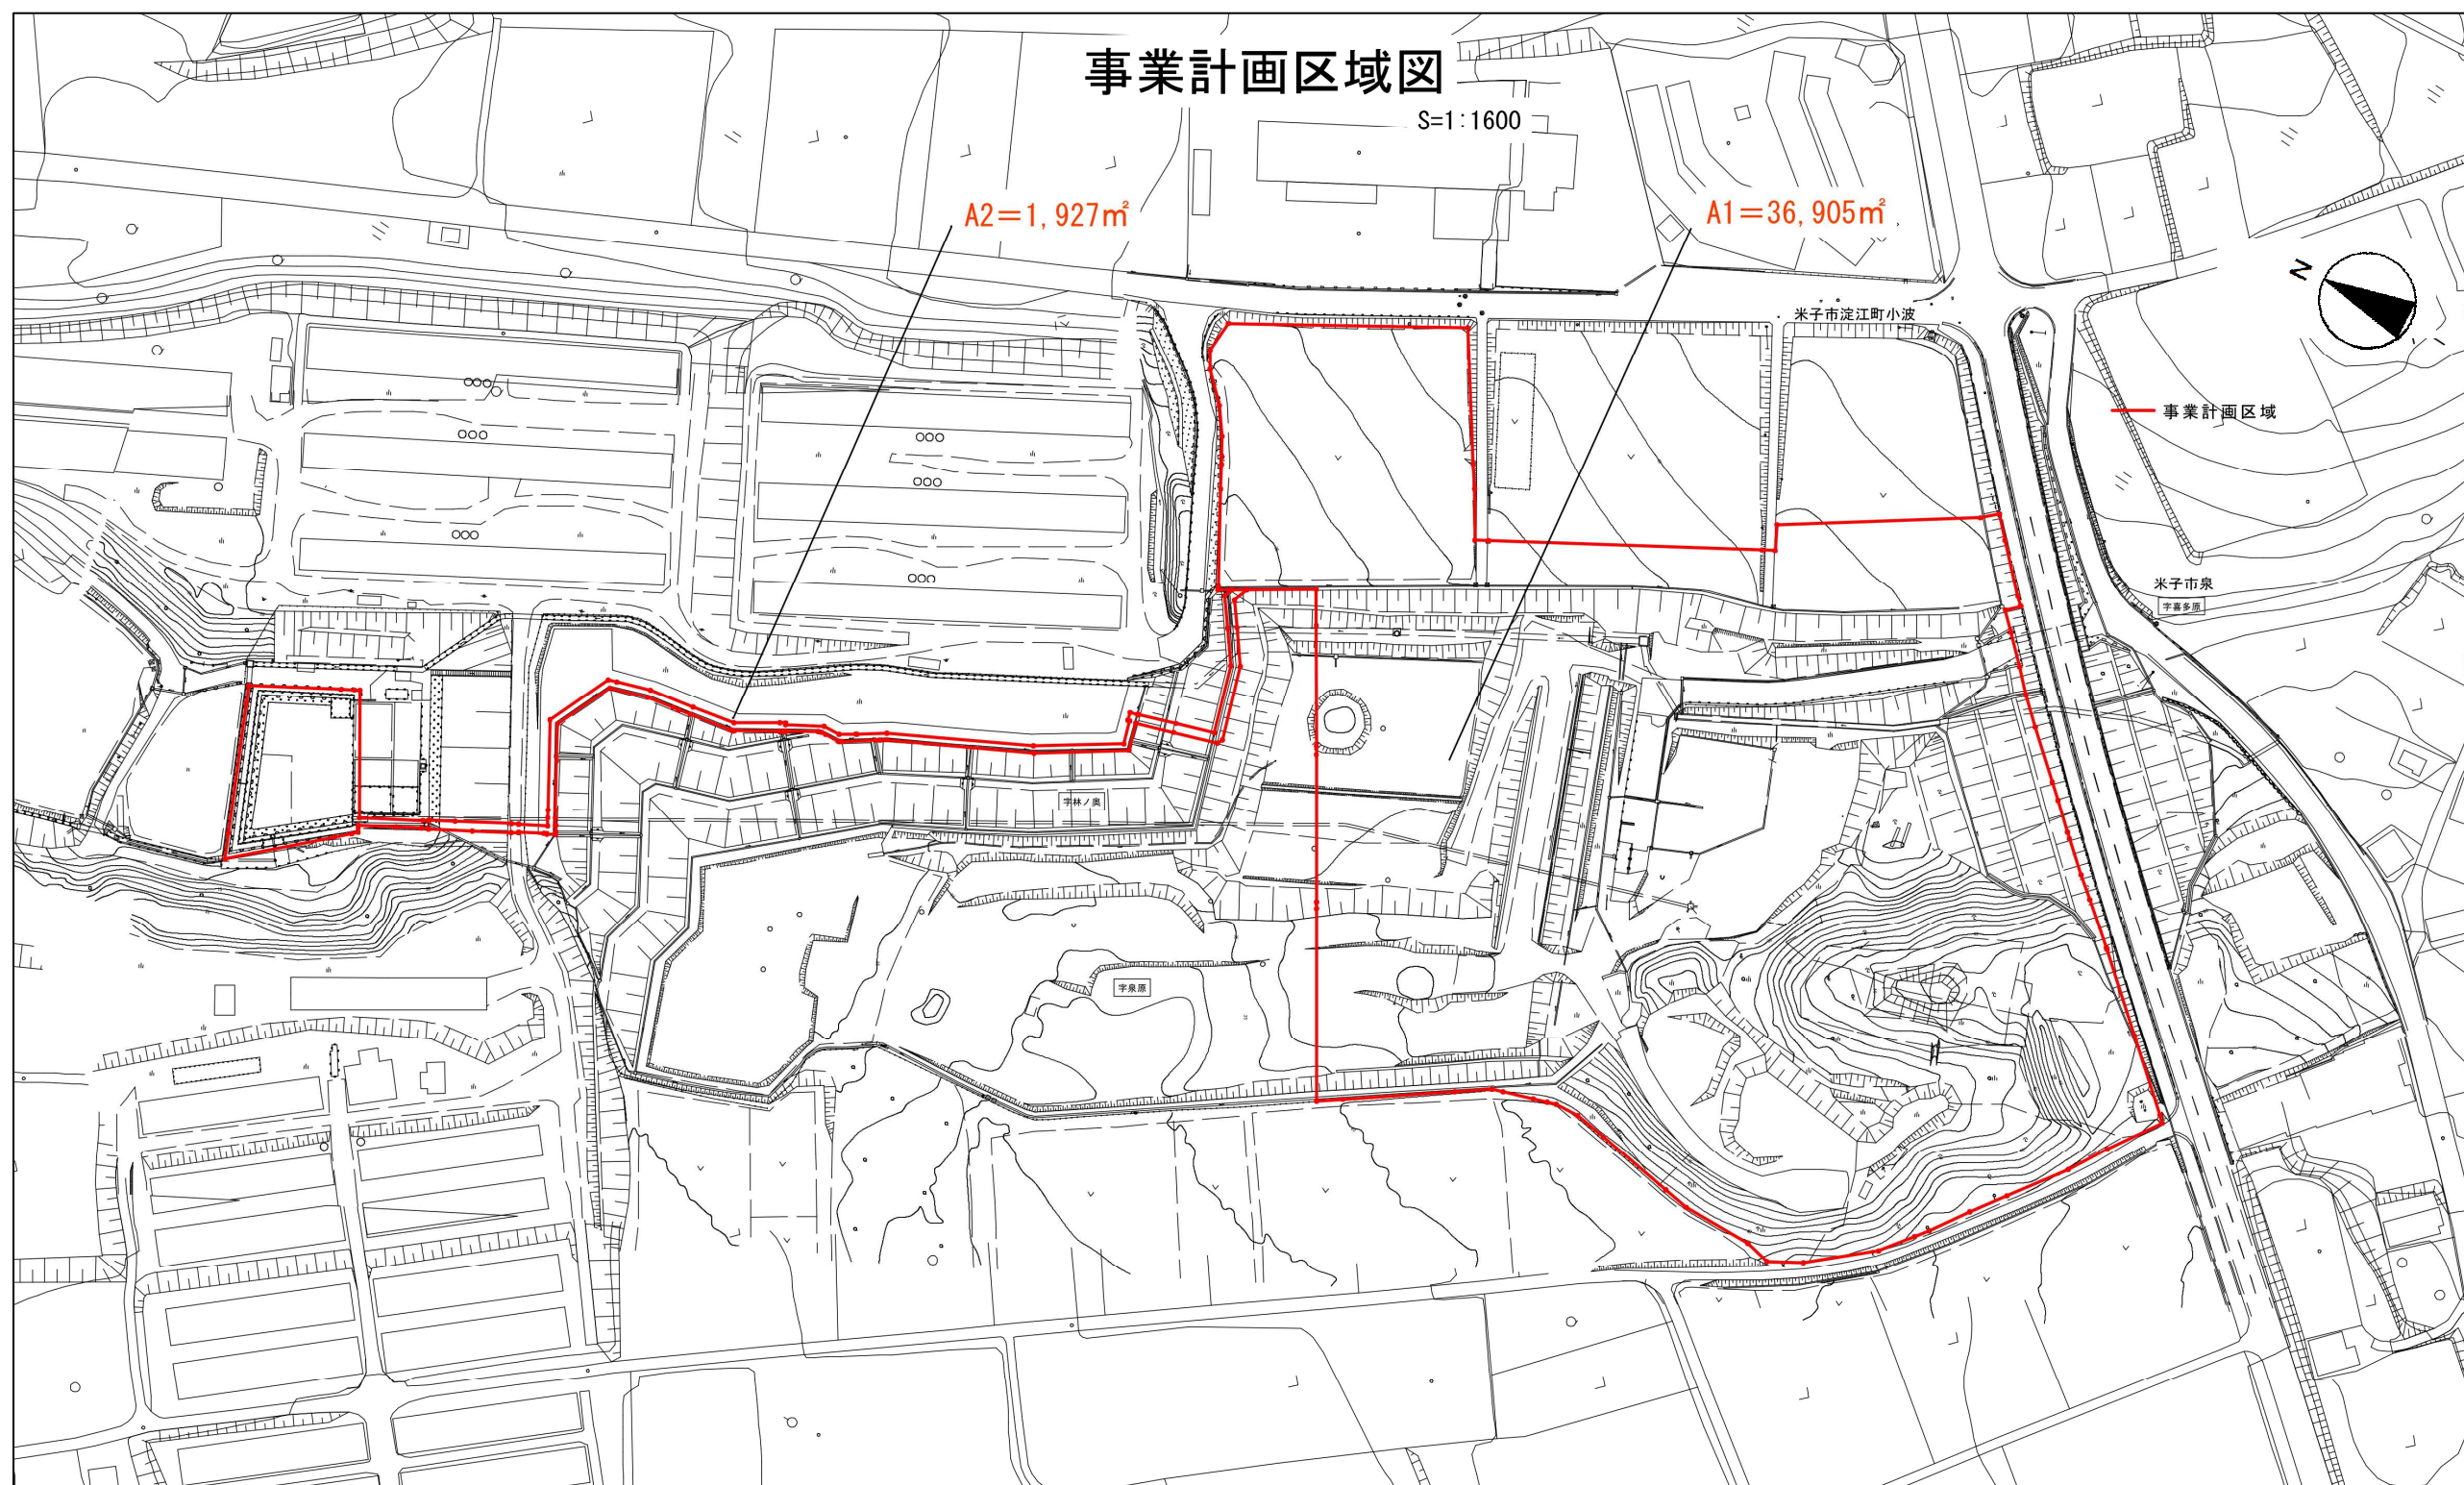 事業計画区域図
S=1:1600
A2=1,927㎡
A1=36,905㎡
N
米子市淀江町小波
事業計画区域
米子市泉
字喜多原
字林ノ奥
字泉原